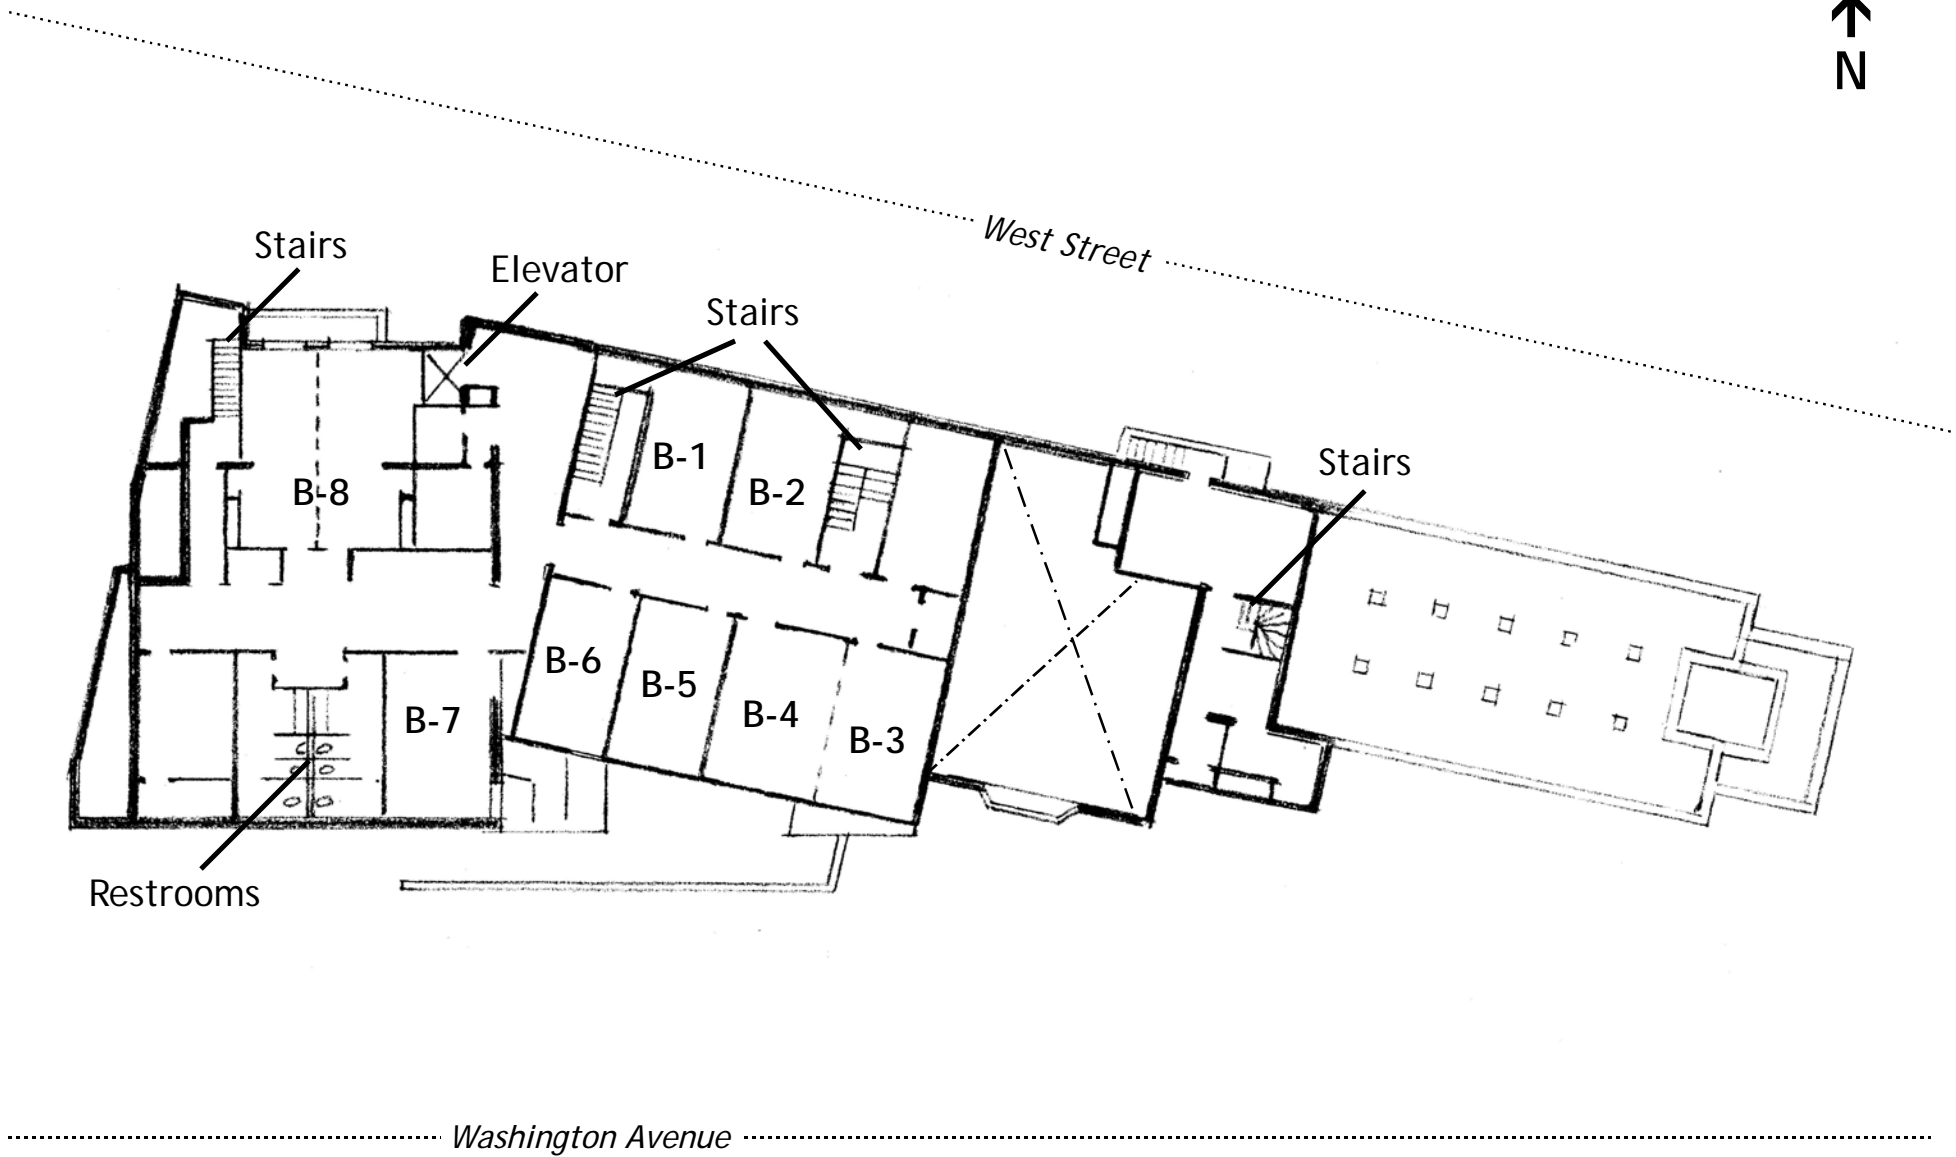 N
West Street
Stairs
Elevator
Stairs
Stairs
B-1
B-2
B-8
B-6
B-5
B-4
B-3
B-7
Restrooms
Washington Avenue